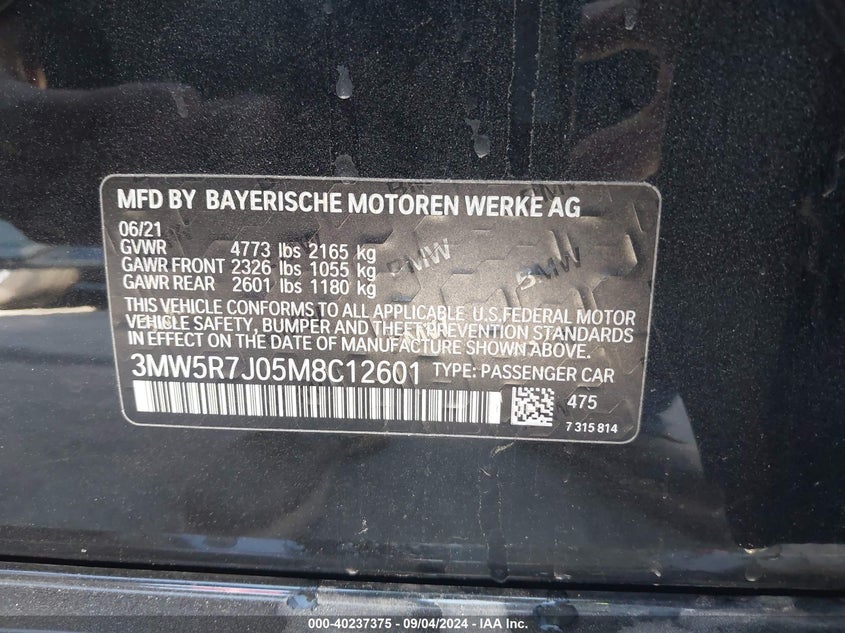 MFD BY BAYERISCHE MOTOREN WERKE AG
06/21
GVWR 4773 lbs 2165 kg
GAWR FRONT 2326 lbs 1055 kg
GAWR REAR 2601 lbs 1180 kg
THIS VEHICLE CONFORMS TO ALL APPLICABLE U.S.FEDERAL MOTOR
VEHICLE SAFETY, BUMPER AND THEFT PREVENTION STANDARDS
IN EFFECT ON THE DATE OF MANUFACTURE SHOWN ABOVE.
3MW5R7J05M8C12601 TYPE: PASSENGER CAR
475
7 315 814
BMW
BMW
000-40237375 - 09/04/2024 - IAA Inc.